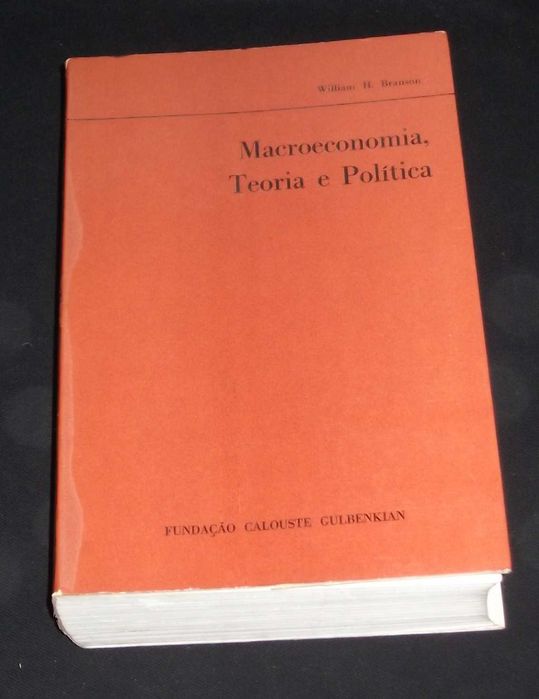 William H. Branson
Macroeconomia,
Teoria e Política
FUNDAÇÃO CALOUSTE GULBENKIAN